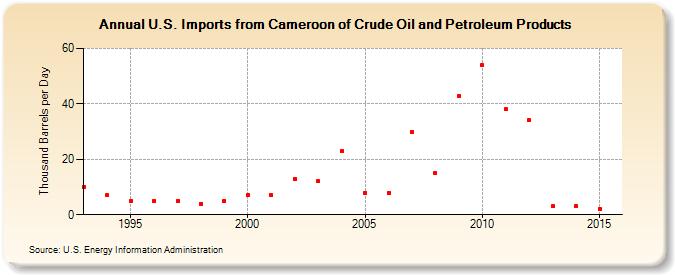 Annual U.S. Imports from Cameroon of Crude Oil and Petroleum Products
Thousand Barrels per Day
60
40
20
0
1995 2000 2005 2010 2015
Source: U.S. Energy Information Administration